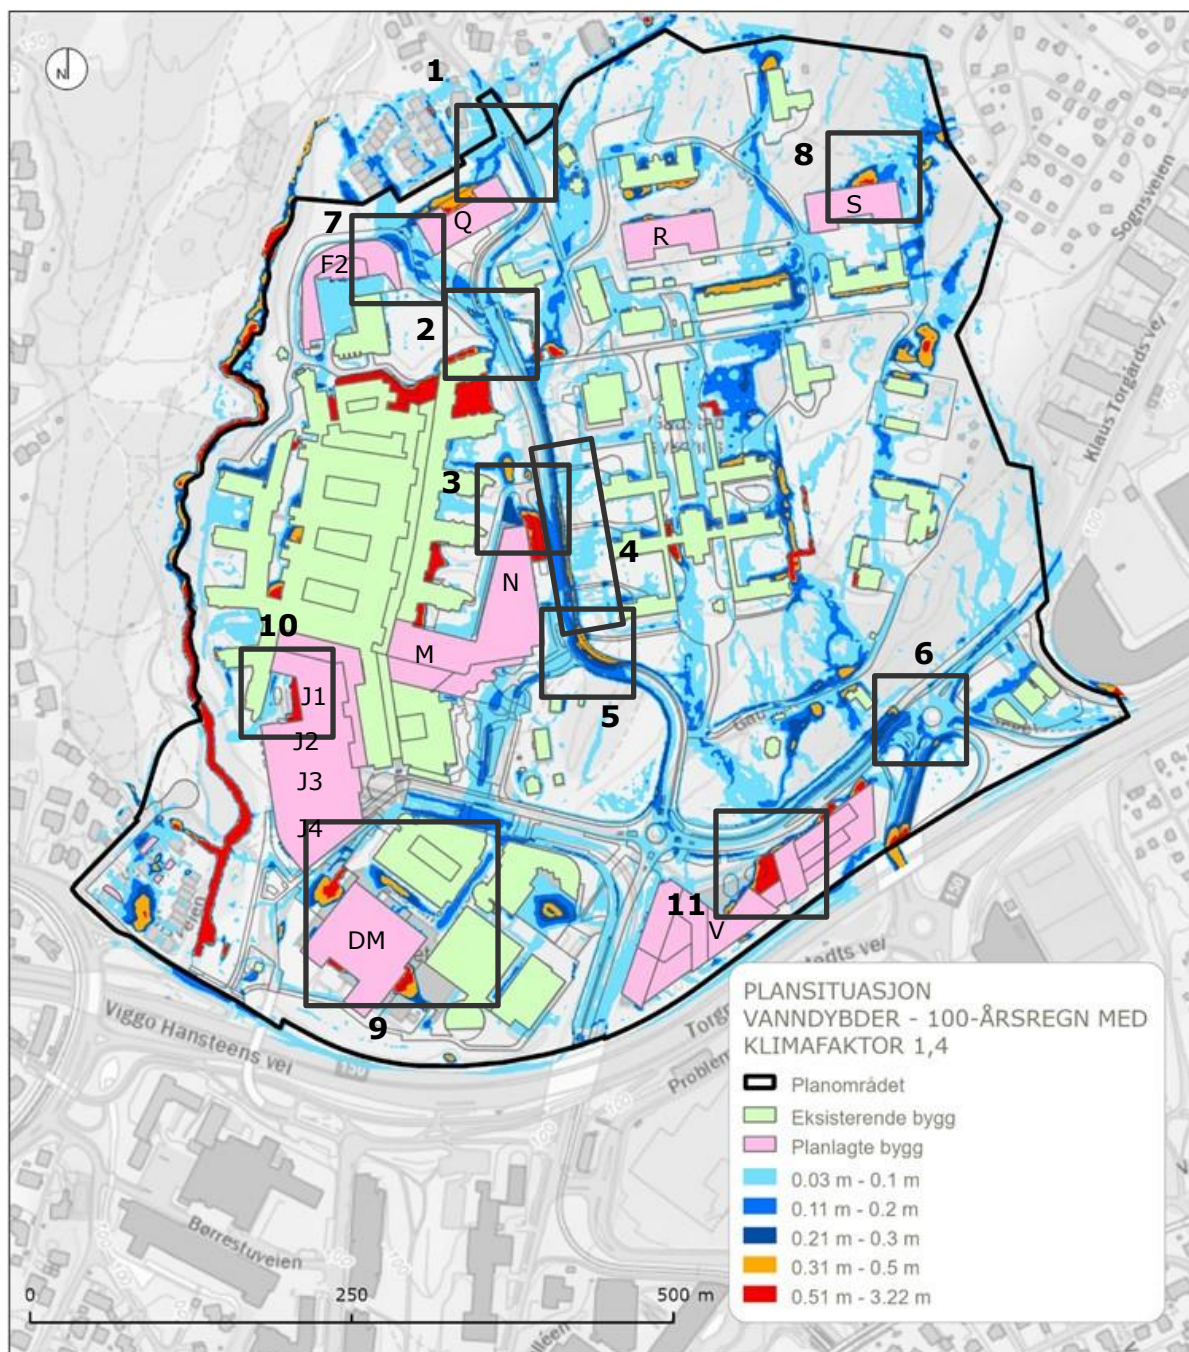 N
1
8
Sognsveien
Q
S
7
R
F2
2
Klaus Torgårds vei
3
4
N
10
M
6
J1
5
J2
J3
J4
11
V
DM
9
Viggo Hansteens vei
150
150
Børrestuveien
PLANSITUASJON
VANNDYBDER - 100-ÅRSREGN MED
KLIMAFAKTOR 1,4
Planområdet
Eksisterende bygg
Planlagte bygg
0.03 m - 0.1 m
0.11 m - 0.2 m
0.21 m - 0.3 m
0.31 m - 0.5 m
0.51 m - 3.22 m
0 250 500 m